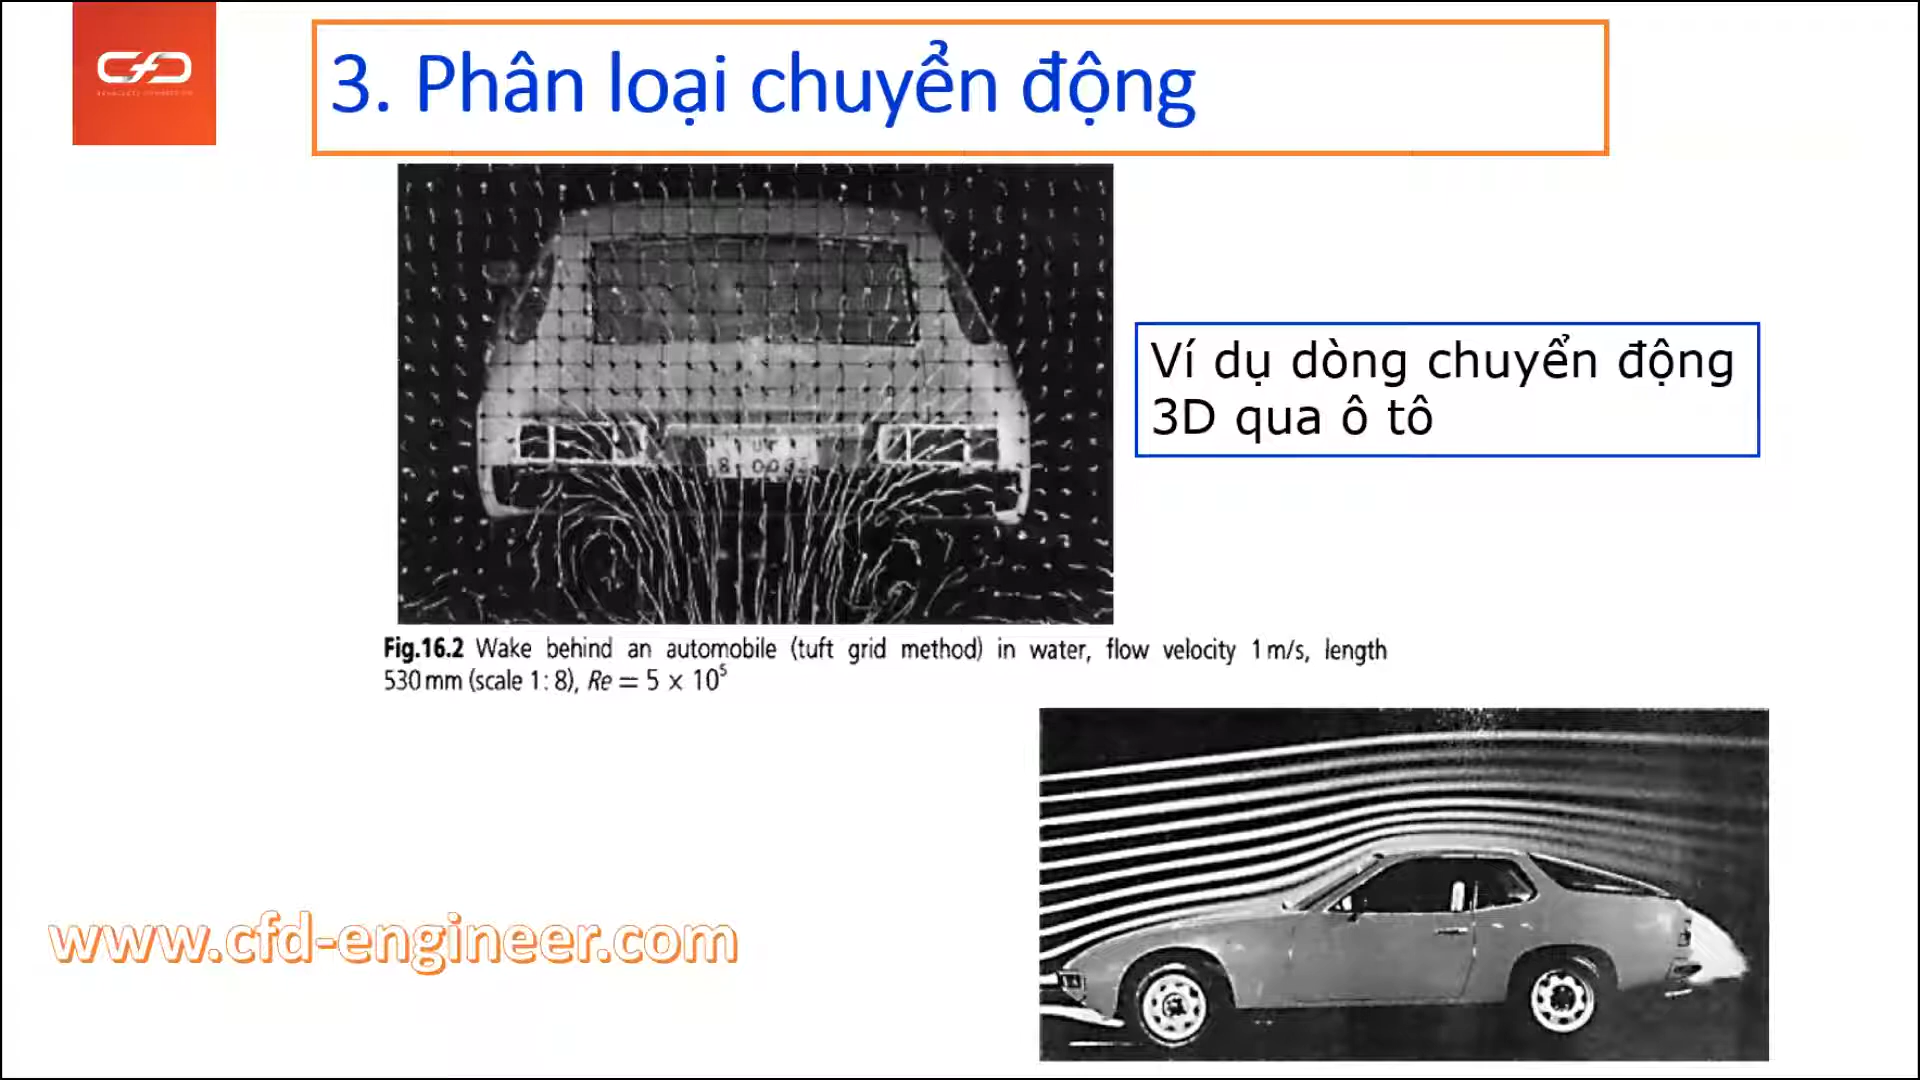 CFD
3. Phân loại chuyển động
Ví dụ dòng chuyển động
3D qua ô tô
Fig.16.2 Wake behind an automobile (tuft grid method) in water, flow velocity 1 m/s, length
530 mm (scale 1 : 8), Re = 5 x 10⁵
www.cfd-engineer.com